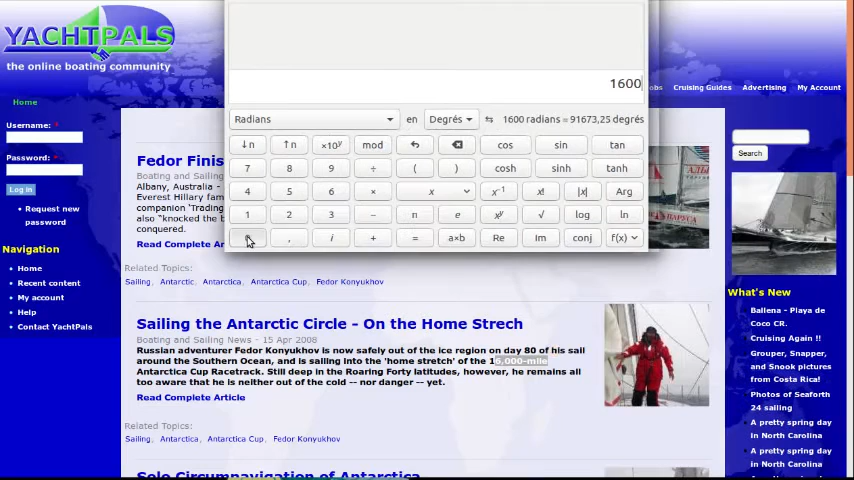 YACHTPALS
the online boating community
1600
Jobs Cruising Guides Advertising My Account
Radians en Degrés 1600 radians = 91673,25 degrés
↓n ↑n ×10ʸ mod cos sin tan
7 8 9 ÷ ( ) cosh sinh tanh
4 5 6 × x x⁻¹ x! |x| Arg
1 2 3 − π e xʸ √ log ln
, i + = a×b Re Im conj f(x)
Home
Username: *
Password: *
Log in
Request new
password
Navigation
Home
Recent content
My account
Help
Contact YachtPals
Fedor Finis
Boating and Sailing
Albany, Australia -
Everest Hillary
companion 'Trading
also "knocked the b
conquered.
Read Complete Ar
Related Topics:
Sailing, Antarctic, Antarctica, Antarctica Cup, Fedor Konyukhov
Sailing the Antarctic Circle - On the Home Strech
Boating and Sailing News - 15 Apr 2008
Russian adventurer Fedor Konyukhov is now safely out of the ice region on day 80 of his sail
around the Southern Ocean, and is sailing into the 'home stretch' of the 16,000-mile
Antarctica Cup Racetrack. Still deep in the Roaring Forty latitudes, however, he remains all
too aware that he is neither out of the cold -- nor danger -- yet.
Read Complete Article
Related Topics:
Sailing, Antarctica, Antarctica Cup, Fedor Konyukhov
Solo Circumnavigation of Antarctica
Search
What's New
Ballena - Playa de
Coco CR.
Cruising Again !!
Grouper, Snapper,
and Snook pictures
from Costa Rica!
Photos of Seaforth
24 sailing
A pretty spring day
in North Carolina
A pretty spring day
in North Carolina
A pretty spring day
in North Carolina